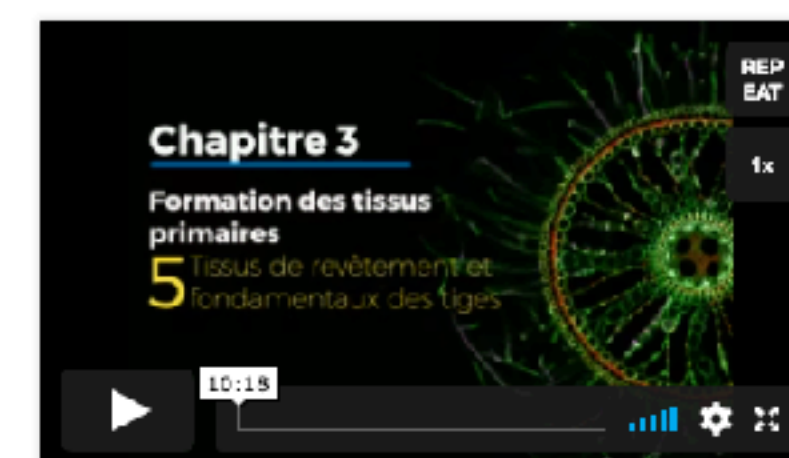 REP
EAT
Chapitre 3
1x
Formation des tissus
primaires
5 Tissus de revêtement et
fondamentaux des tiges
10:18